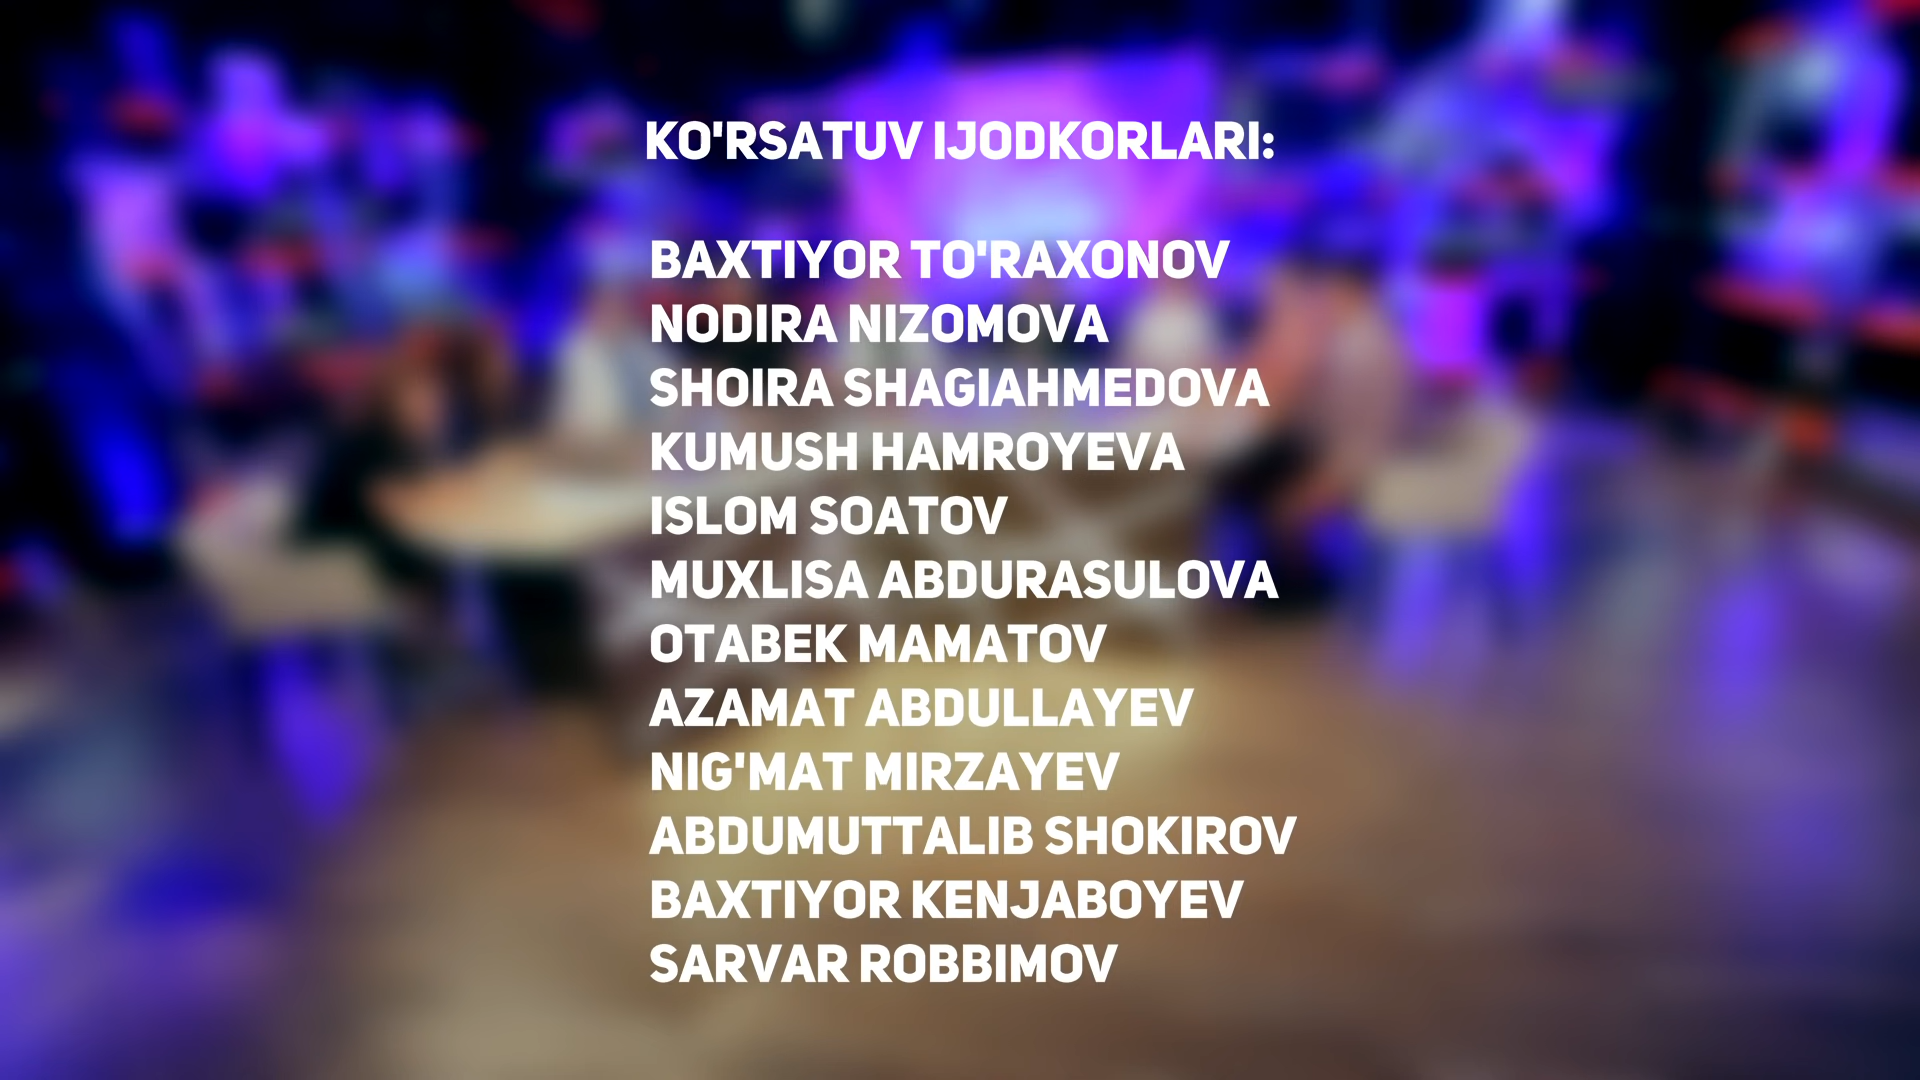 KO'RSATUV IJODKORLARI:
BAXTIYOR TO'RAXONOV
NODIRA NIZOMOVA
SHOIRA SHAGIAHMEDOVA
KUMUSH HAMROYEVA
ISLOM SOATOV
MUXLISA ABDURASULOVA
OTABEK MAMATOV
AZAMAT ABDULLAYEV
NIG'MAT MIRZAYEV
ABDUMUTTALIB SHOKIROV
BAXTIYOR KENJABOYEV
SARVAR ROBBIMOV